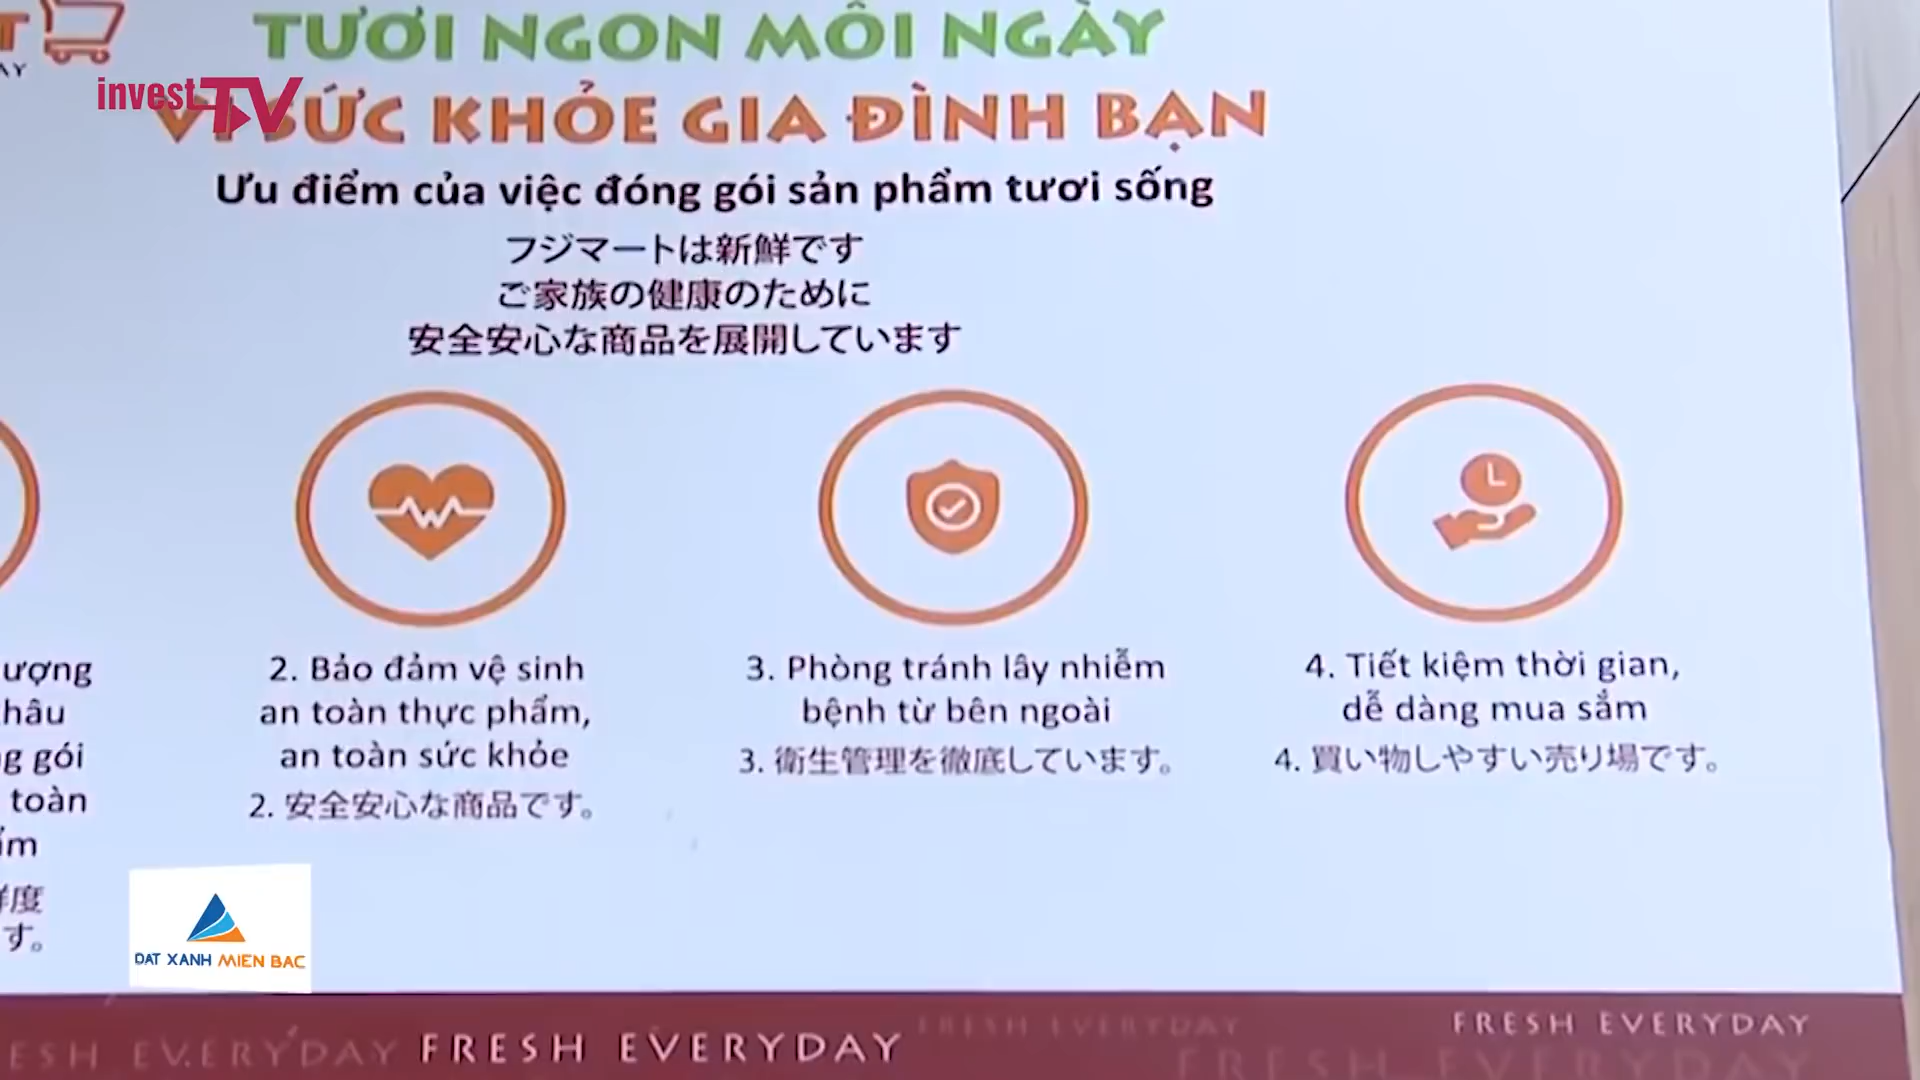 TƯƠI NGON MỖI NGÀY
investTV
VÌ SỨC KHỎE GIA ĐÌNH BẠN
Ưu điểm của việc đóng gói sản phẩm tươi sống
フジマートは新鮮です
ご家族の健康のために
安全安心な商品を展開しています
2. Bảo đảm vệ sinh
an toàn thực phẩm,
an toàn sức khỏe
2. 安全安心な商品です。
3. Phòng tránh lây nhiễm
bệnh từ bên ngoài
3. 衛生管理を徹底しています。
4. Tiết kiệm thời gian,
dễ dàng mua sắm
4. 買い物しやすい売り場です。
gói
toàn
DAT XANH MIEN BAC
EVERYDAY
FRESH EVERYDAY
FRESH EVERYDAY
FRESH EVERYDAY
FRESH EVERYDAY